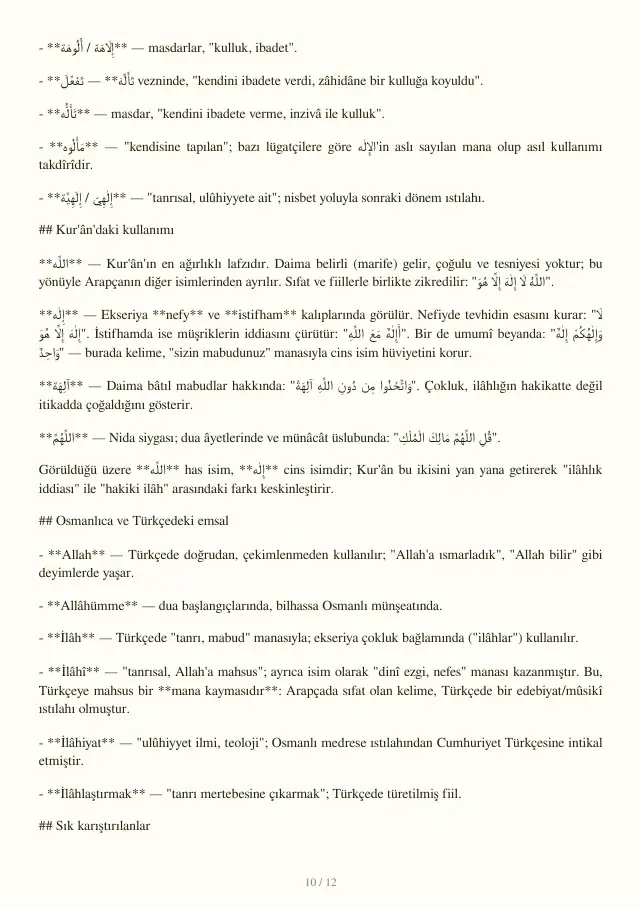 - **إِلَاهَة / أُلُوهَة** — masdarlar, "kulluk, ibadet".
- **تَأَلَّهَ** — تَفَعَّلَ vezninde, "kendini ibadete verdi, zâhidâne bir kulluğa koyuldu".
- **تَأَلُّه** — masdar, "kendini ibadete verme, inzivâ ile kulluk".
- **مَأْلُوه** — "kendisine tapılan"; bazı lügatçilere göre الإِلٰه'in aslı sayılan mana olup asıl kullanımı
takdîrîdir.
- **إِلٰهِيّ / إِلٰهِيَّة** — "tanrısal, ulûhiyyete ait"; nisbet yoluyla sonraki dönem ıstılahı.
## Kur'ân'daki kullanımı
**اللّٰه** — Kur'ân'ın en ağırlıklı lafzıdır. Daima belirli (marife) gelir, çoğulu ve tesniyesi yoktur; bu
yönüyle Arapçanın diğer isimlerinden ayrılır. Sıfat ve fiillerle birlikte zikredilir: "اللَّهُ لَا إِلٰهَ إِلَّا هُوَ".
**إِلٰه** — Ekseriya **nefy** ve **istifham** kalıplarında görülür. Nefiyde tevhidin esasını kurar: "لَا
إِلٰهَ إِلَّا هُوَ". İstifhamda ise müşriklerin iddiasını çürütür: "أَإِلٰهٌ مَعَ اللَّهِ". Bir de umumî beyanda: "وَإِلٰهُكُمْ إِلٰهٌ
وَاحِدٌ" — burada kelime, "sizin mabudunuz" manasıyla cins isim hüviyetini korur.
**آلِهَة** — Daima bâtıl mabudlar hakkında: "وَاتَّخَذُوا مِن دُونِ اللَّهِ آلِهَةً". Çokluk, ilâhlığın hakikatte değil
itikadda çoğaldığını gösterir.
**اللّٰهُمَّ** — Nida siygası; dua âyetlerinde ve münâcât üslubunda: "قُلِ اللَّهُمَّ مَالِكَ الْمُلْكِ".
Görüldüğü üzere **اللّٰه** has isim, **إِلٰه** cins isimdir; Kur'ân bu ikisini yan yana getirerek "ilâhlık
iddiası" ile "hakiki ilâh" arasındaki farkı keskinleştirir.
## Osmanlıca ve Türkçedeki emsal
- **Allah** — Türkçede doğrudan, çekimlenmeden kullanılır; "Allah'a ısmarladık", "Allah bilir" gibi
deyimlerde yaşar.
- **Allâhümme** — dua başlangıçlarında, bilhassa Osmanlı münşeatında.
- **İlâh** — Türkçede "tanrı, mabud" manasıyla; ekseriya çokluk bağlamında ("ilâhlar") kullanılır.
- **İlâhî** — "tanrısal, Allah'a mahsus"; ayrıca isim olarak "dinî ezgi, nefes" manası kazanmıştır. Bu,
Türkçeye mahsus bir **mana kaymasıdır**: Arapçada sıfat olan kelime, Türkçede bir edebiyat/mûsikî
ıstılahı olmuştur.
- **İlâhiyat** — "ulûhiyyet ilmi, teoloji"; Osmanlı medrese ıstılahından Cumhuriyet Türkçesine intikal
etmiştir.
- **İlâhlaştırmak** — "tanrı mertebesine çıkarmak"; Türkçede türetilmiş fiil.
## Sık karıştırılanlar
10 / 12